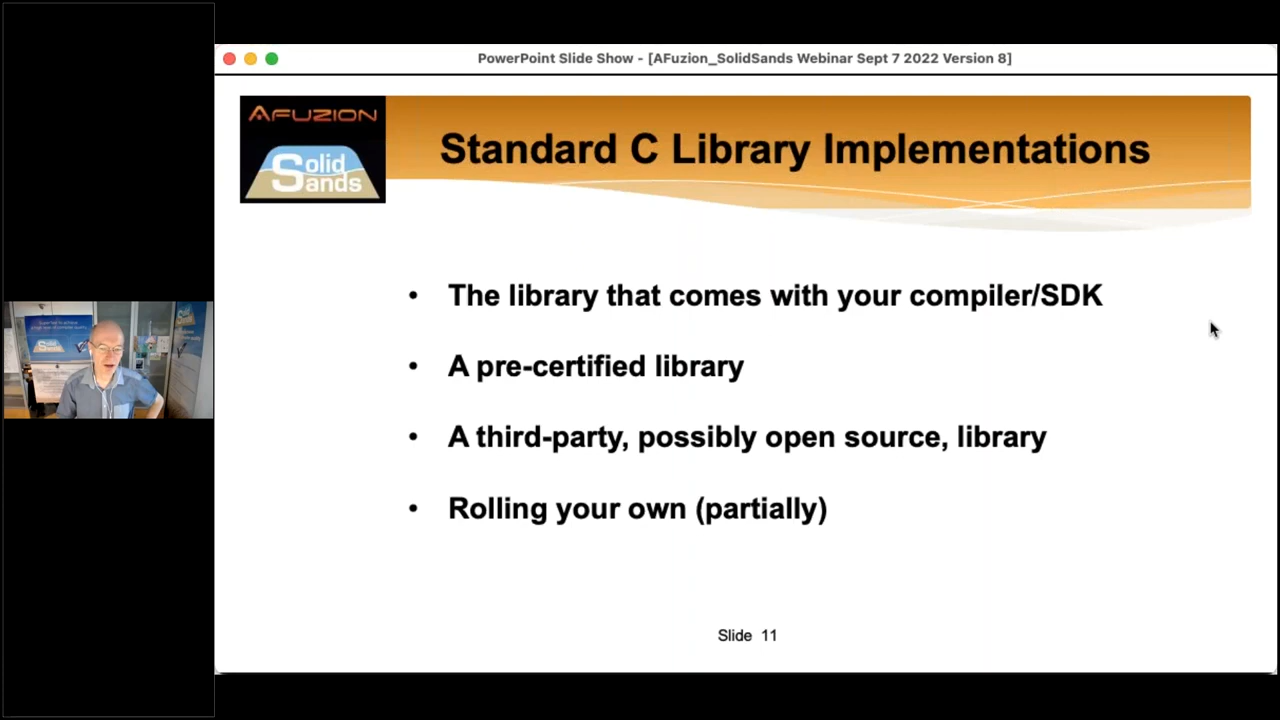 PowerPoint Slide Show - [AFuzion_SolidSands Webinar Sept 7 2022 Version 8]
AFUZION
Solid
Sands
Standard C Library Implementations
• The library that comes with your compiler/SDK
• A pre-certified library
• A third-party, possibly open source, library
• Rolling your own (partially)
Slide 11